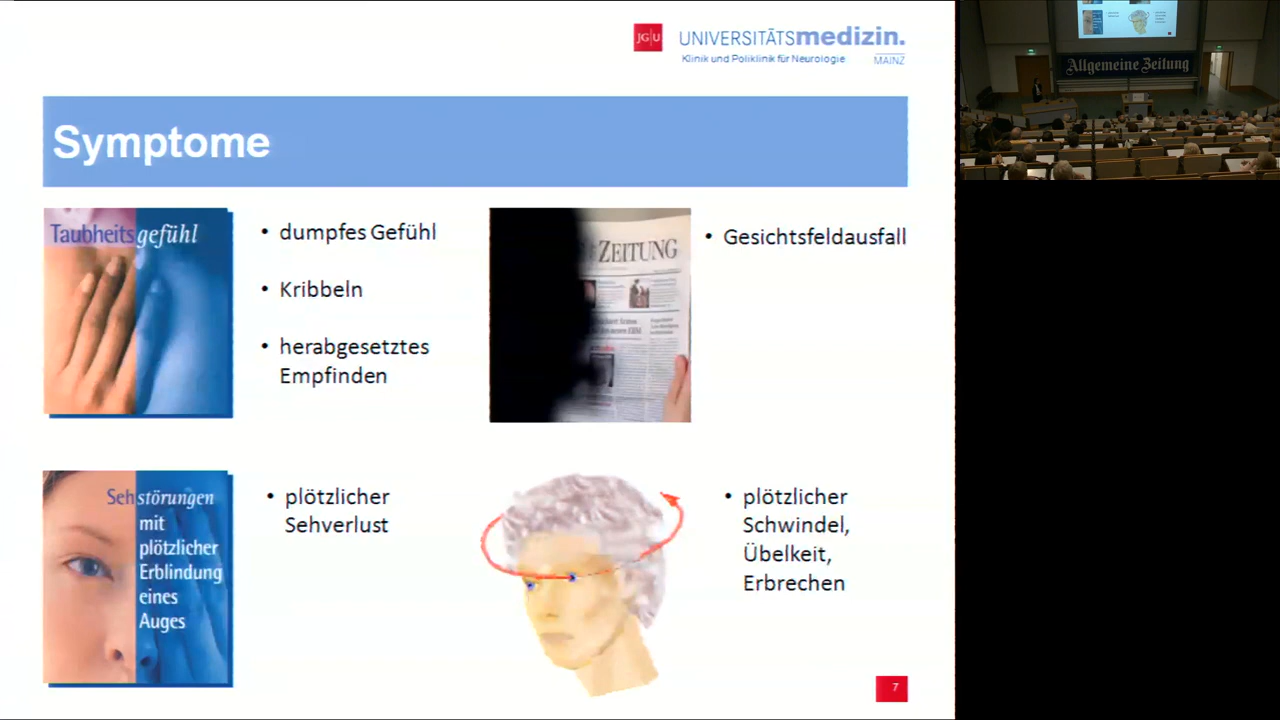 JG|U UNIVERSITÄTSmedizin.
Klinik und Poliklinik für Neurologie MAINZ
Symptome
Taubheitsgefühl
• dumpfes Gefühl
• Kribbeln
• herabgesetztes
Empfinden
ZEITUNG
• Gesichtsfeldausfall
Sehstörungen
mit
plötzlicher
Erblindung
eines
Auges
• plötzlicher
Sehverlust
• plötzlicher
Schwindel,
Übelkeit,
Erbrechen
7
Allgemeine Zeitung